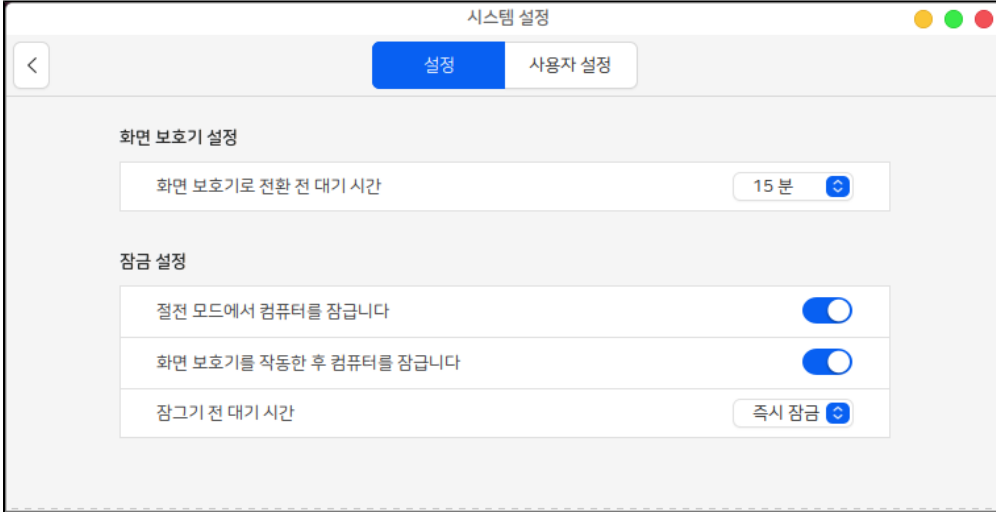 시스템 설정
설정
사용자 설정
화면 보호기 설정
화면 보호기로 전환 전 대기 시간
15 분
잠금 설정
절전 모드에서 컴퓨터를 잠급니다
화면 보호기를 작동한 후 컴퓨터를 잠급니다
잠그기 전 대기 시간
즉시 잠금